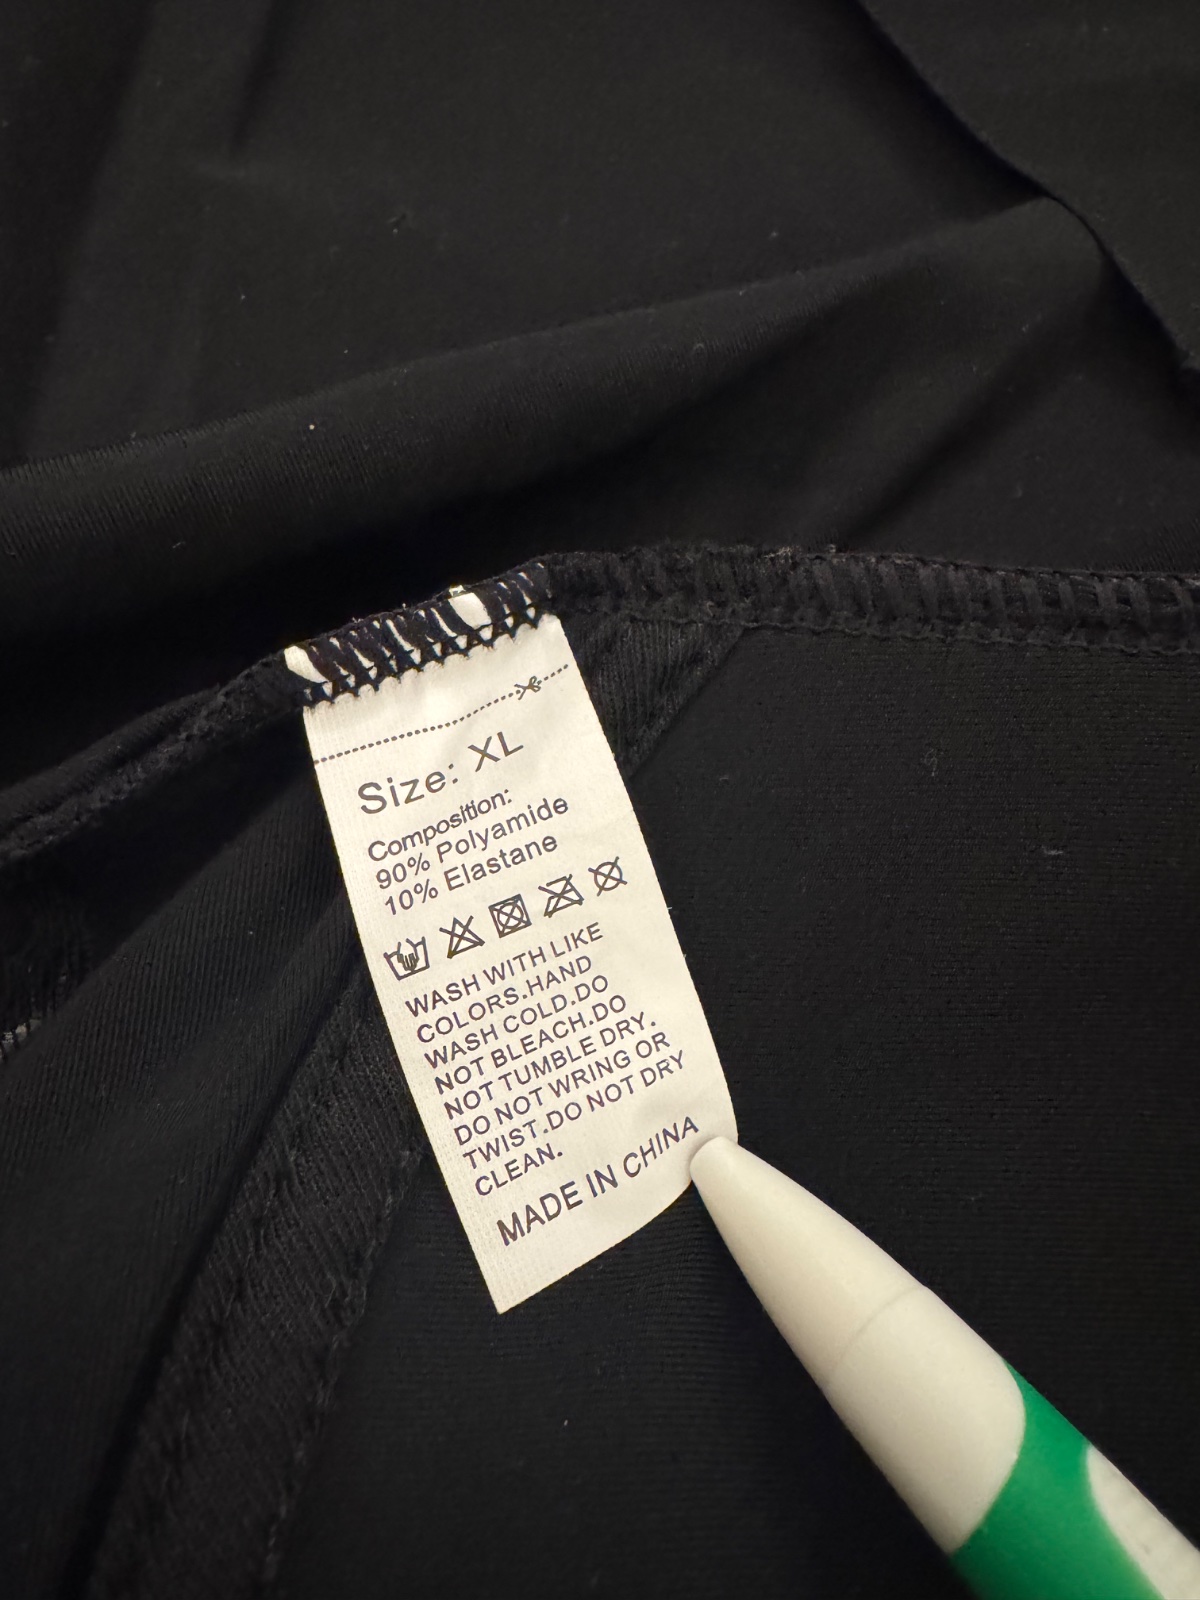 Size: XL
Composition:
90% Polyamide
10% Elastane
WASH WITH LIKE
COLORS.HAND
WASH COLD.DO
NOT BLEACH.DO
NOT TUMBLE DRY.
DO NOT WRING OR
TWIST.DO NOT DRY
CLEAN.
MADE IN CHINA